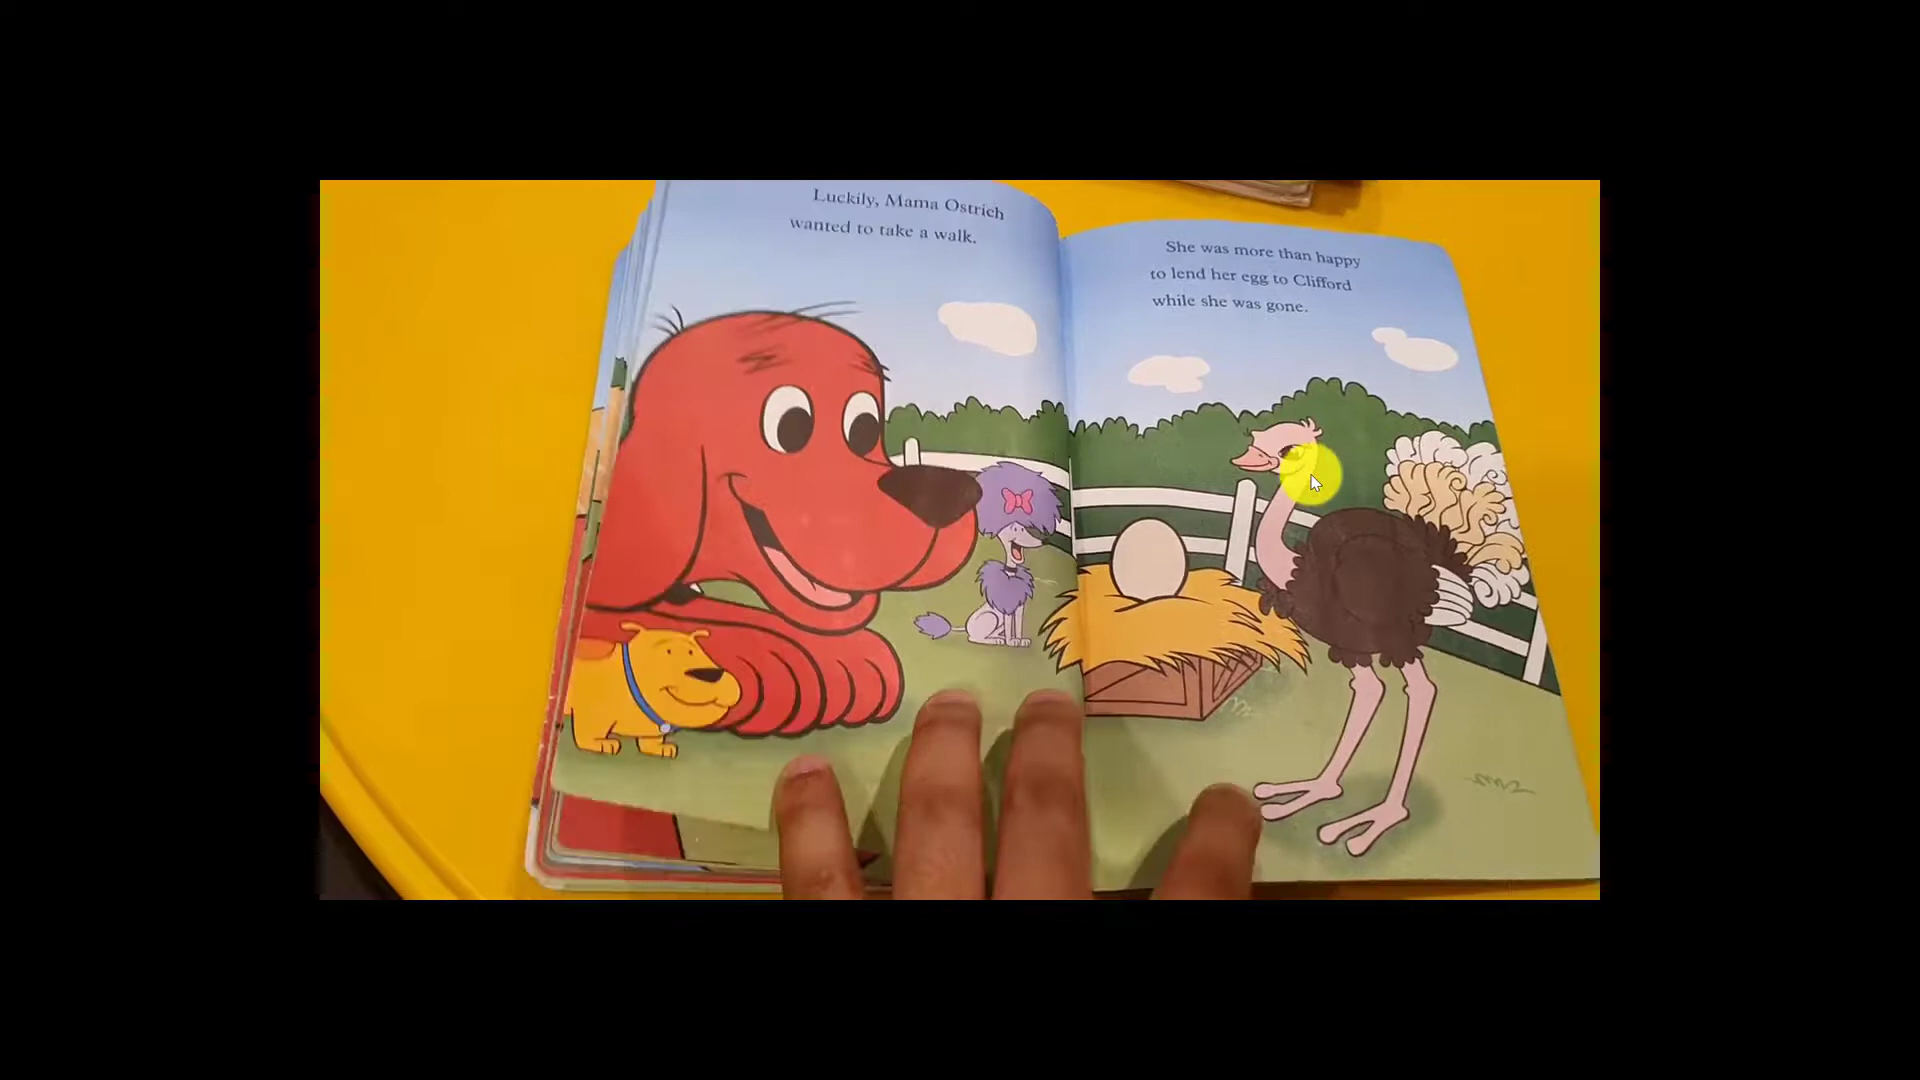 Luckily, Mama Ostrich
wanted to take a walk.
She was more than happy
to lend her egg to Clifford
while she was gone.